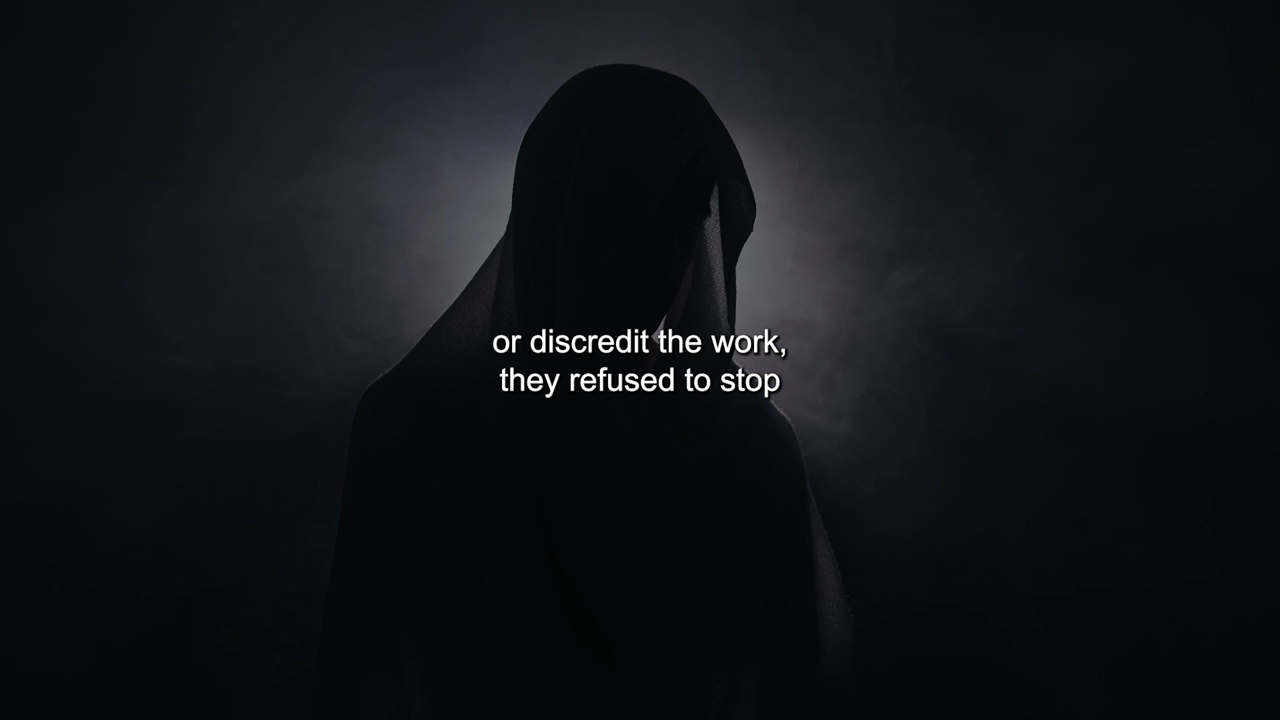 or discredit the work,
they refused to stop